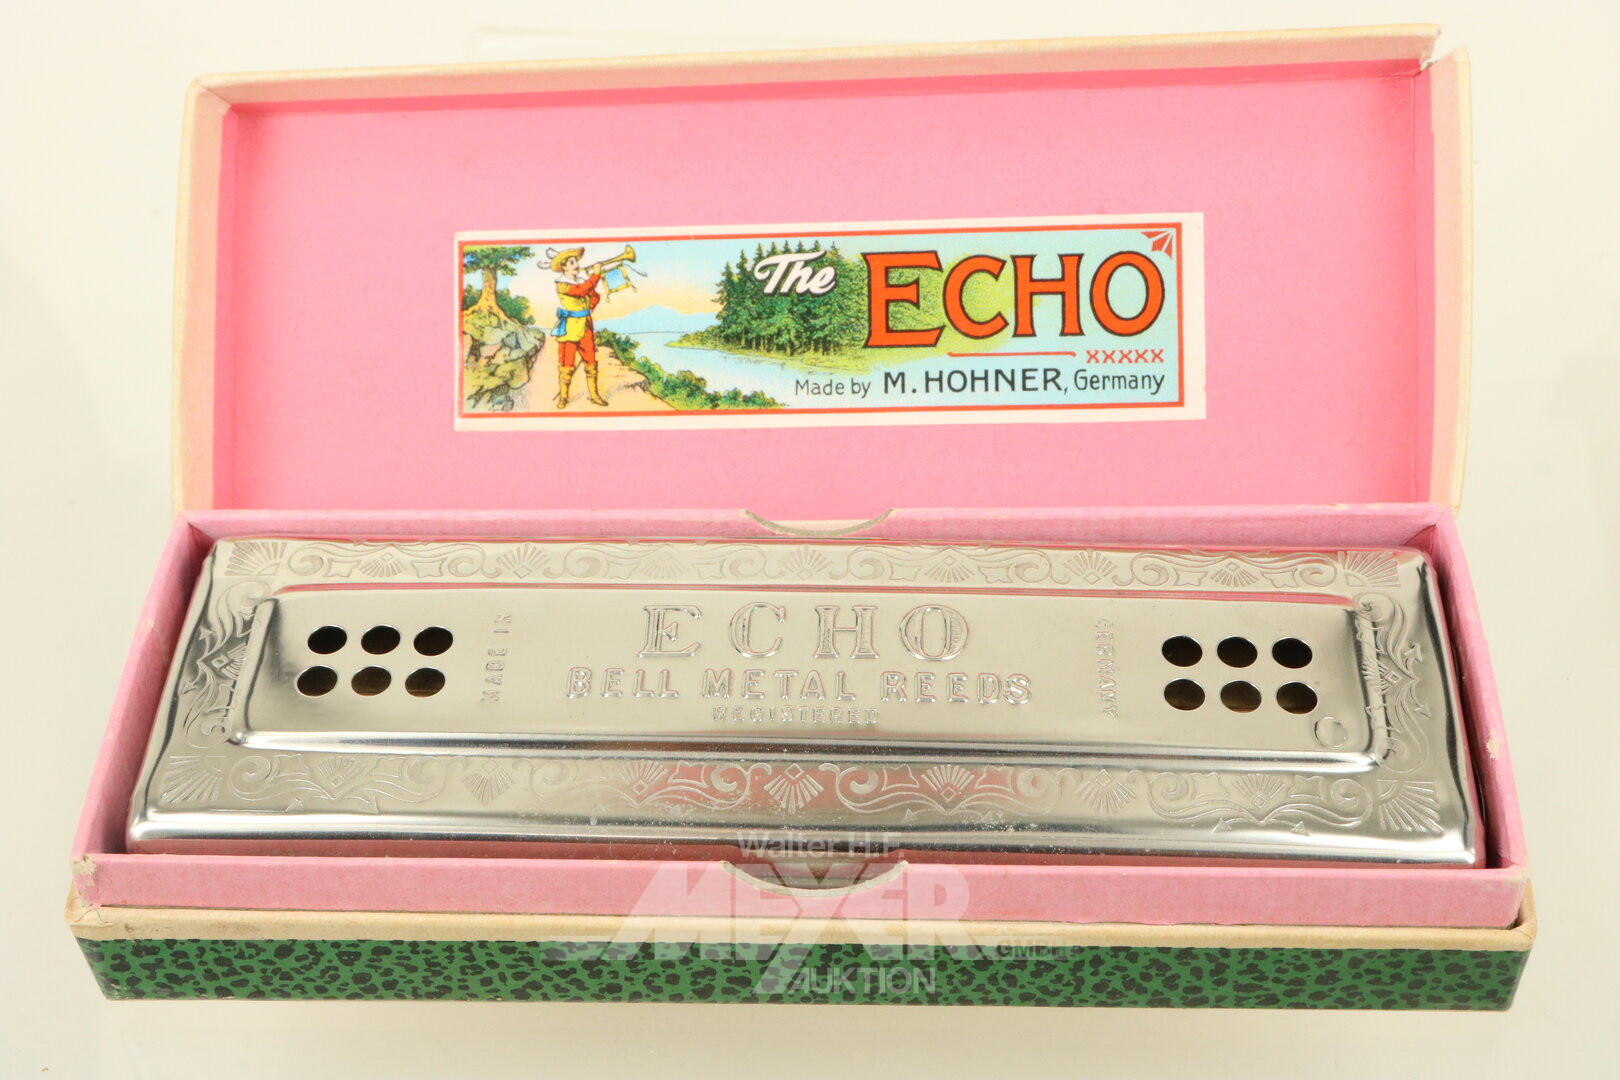 The ECHO
xxxxx
Made by M. HOHNER, Germany
MADE IN
ECHO
GERMANY
BELL METAL REEDS
REGISTERED
C
Walter H.F.
MEYER
GMBH
AUKTION